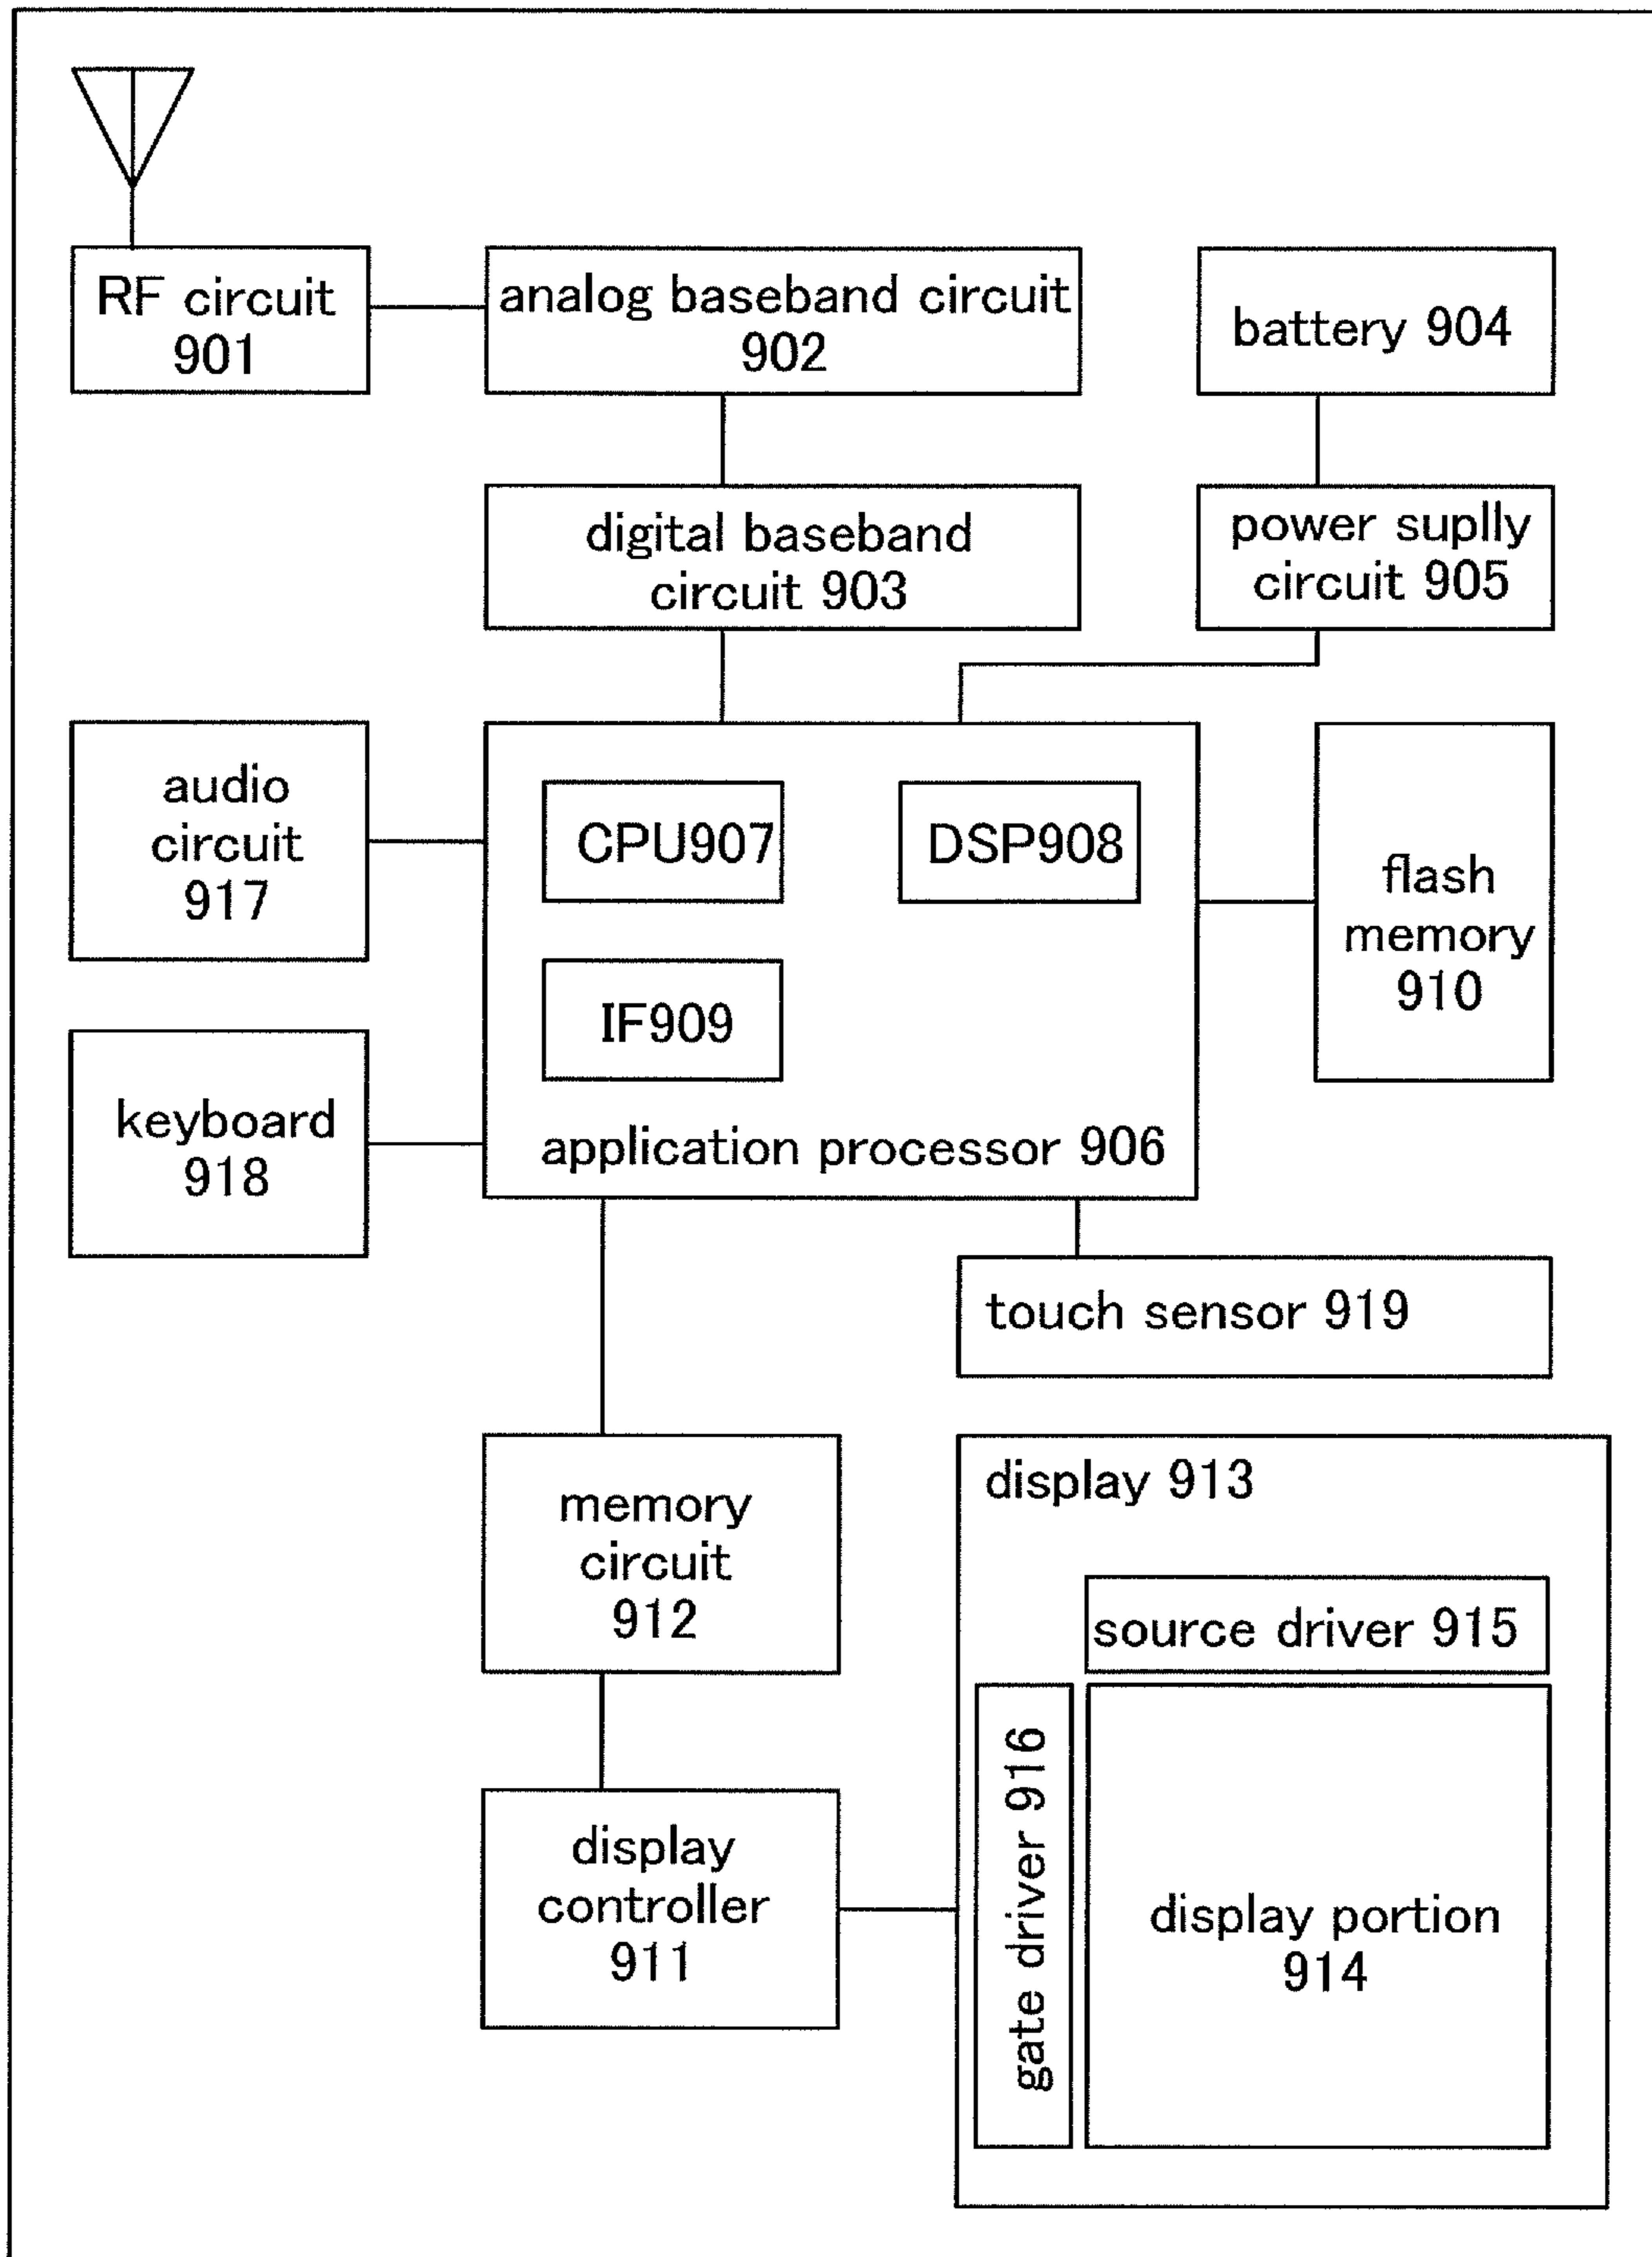 RF circuit
901
analog baseband circuit
902
battery 904
digital baseband
circuit 903
power suplly
circuit 905
audio
circuit
917
CPU907
DSP908
flash
memory
910
IF909
keyboard
918
application processor 906
touch sensor 919
memory
circuit
912
display 913
source driver 915
gate driver 916
display portion
914
display
controller
911